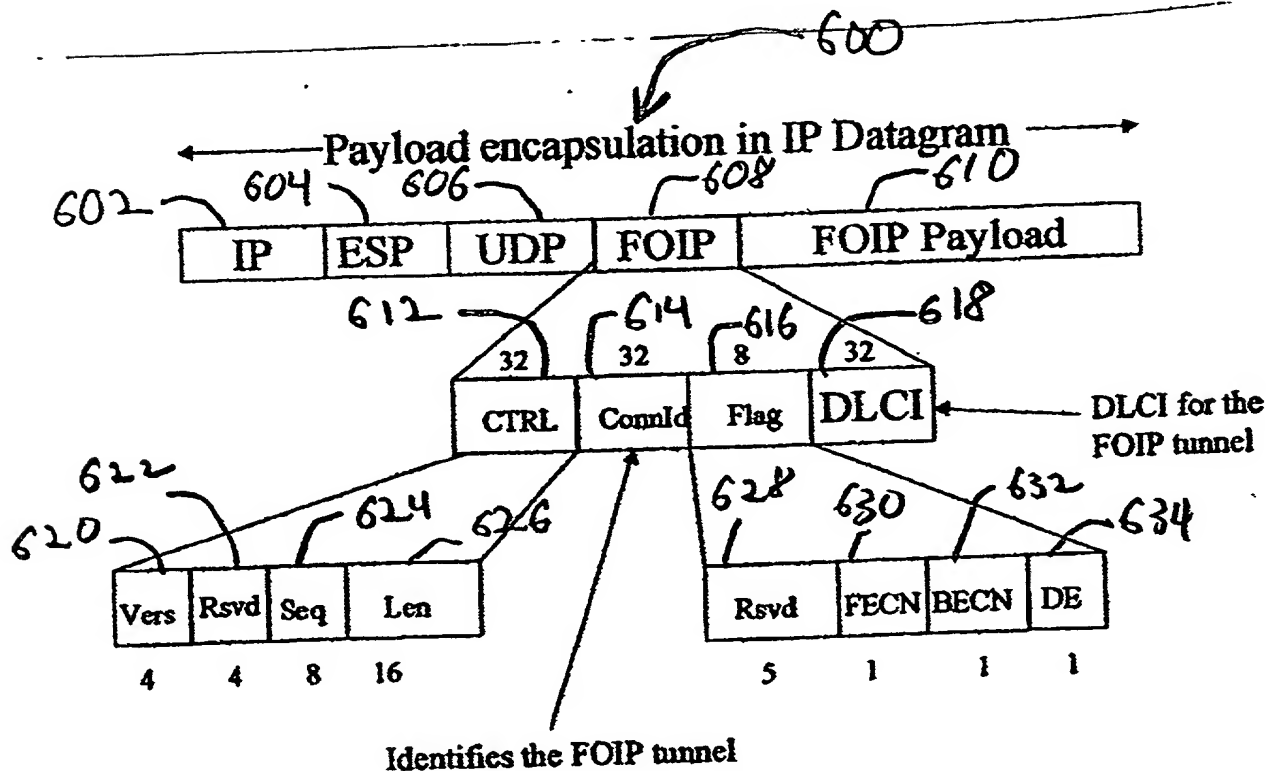 600
Payload encapsulation in IP Datagram
602 604 606 608 610
IP ESP UDP FOIP FOIP Payload
612 614 616 618
32 32 8 32
CTRL ConnId Flag DLCI
DLCI for the
FOIP tunnel
620 622 624 626 628 630 632 634
Vers Rsvd Seq Len Rsvd FECN BECN DE
4 4 8 16 5 1 1 1
Identifies the FOIP tunnel